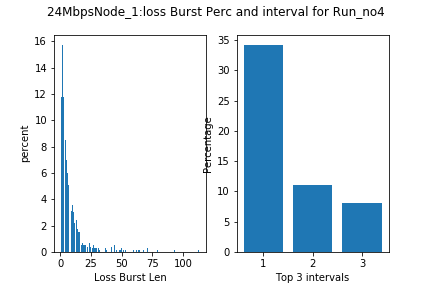 24MbpsNode_1:loss Burst Perc and interval for Run_no4
percent
16
14
12
10
8
6
4
2
0
0 25 50 75 100
Loss Burst Len
Percentage
35
30
25
20
15
10
5
0
1 2 3
Top 3 intervals